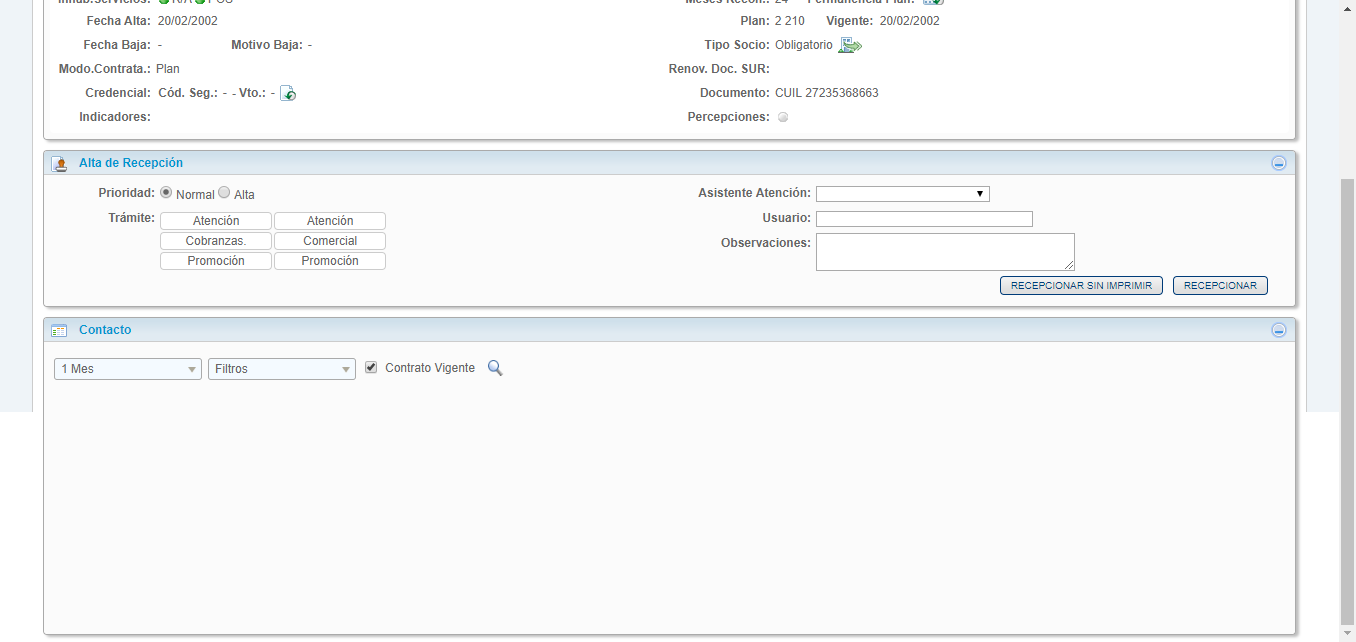 Inhab.Servicios: R/A POS Meses Recon.: 24 Permanencia Plan:
Fecha Alta: 20/02/2002 Plan: 2 210 Vigente: 20/02/2002
Fecha Baja: - Motivo Baja: - Tipo Socio: Obligatorio
Modo.Contrata.: Plan Renov. Doc. SUR:
Credencial: Cód. Seg.: - - Vto.: - Documento: CUIL 27235368663
Indicadores: Percepciones:
Alta de Recepción
Prioridad: Normal Alta Asistente Atención:
Trámite: Atención Atención Usuario:
Cobranzas. Comercial Observaciones:
Promoción Promoción
RECEPCIONAR SIN IMPRIMIR RECEPCIONAR
Contacto
1 Mes Filtros Contrato Vigente